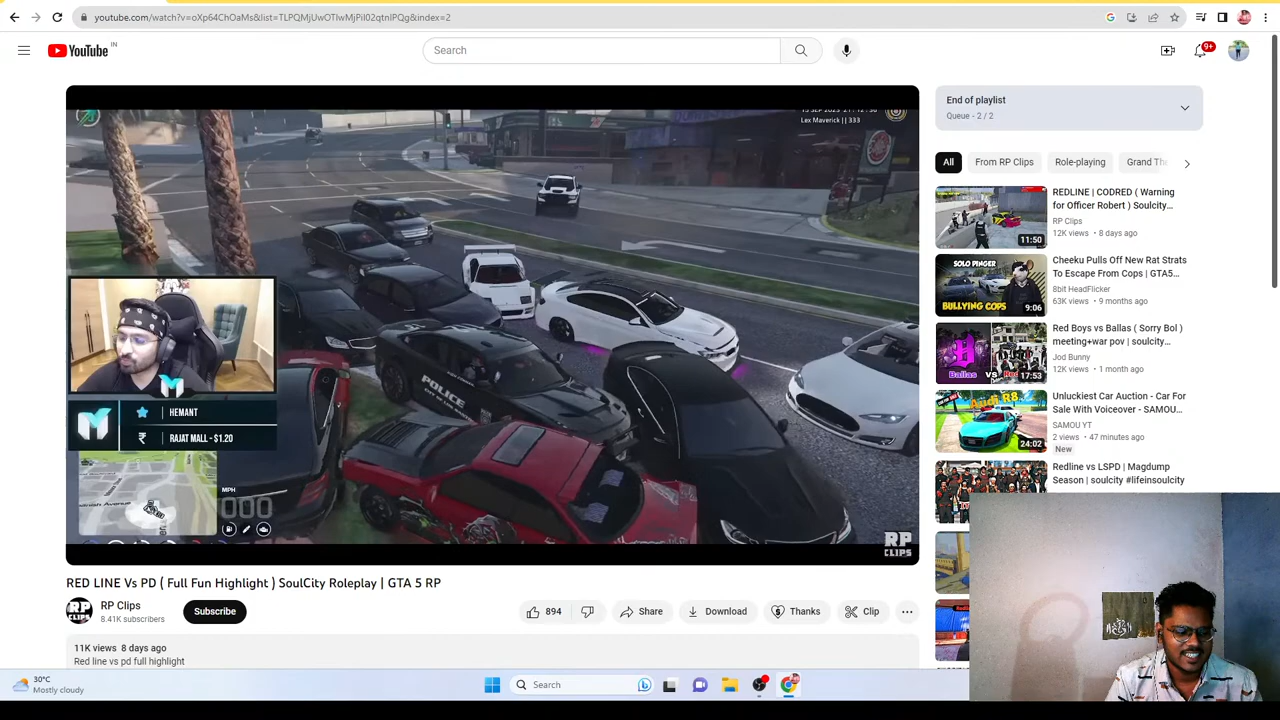 youtube.com/watch?v=oXp64ChOaMs&list=TLPQMjUwOTIwMjPiI02qtnIPQg&index=2
YouTube IN
Search
9+
Lex Maverick || 333
HEMANT
₹ RAJAT MALL - $1.20
POLICE
MPH
000
RP
CLIPS
RED LINE Vs PD ( Full Fun Highlight ) SoulCity Roleplay | GTA 5 RP
RP Clips
8.41K subscribers
Subscribe
894
Share
Download
Thanks
Clip
11K views 8 days ago
Red line vs pd full highlight
End of playlist
Queue - 2 / 2
All
From RP Clips
Role-playing
Grand Th
REDLINE | CODRED ( Warning
for Officer Robert ) Soulcity...
RP Clips
12K views • 8 days ago
11:50
SOLO PINGER
BULLYING COPS
9:06
Cheeku Pulls Off New Rat Strats
To Escape From Cops | GTA5...
8bit HeadFlicker
63K views • 9 months ago
Ballas
VS
17:53
Red Boys vs Ballas ( Sorry Bol )
meeting+war pov | soulcity...
Jod Bunny
12K views • 1 month ago
Audi R8
24:02
Unluckiest Car Auction - Car For
Sale With Voiceover - SAMOU...
SAMOU YT
2 views • 47 minutes ago
New
Redline vs LSPD | Magdump
Season | soulcity #lifeinsoulcity
30°C
Mostly cloudy
Search